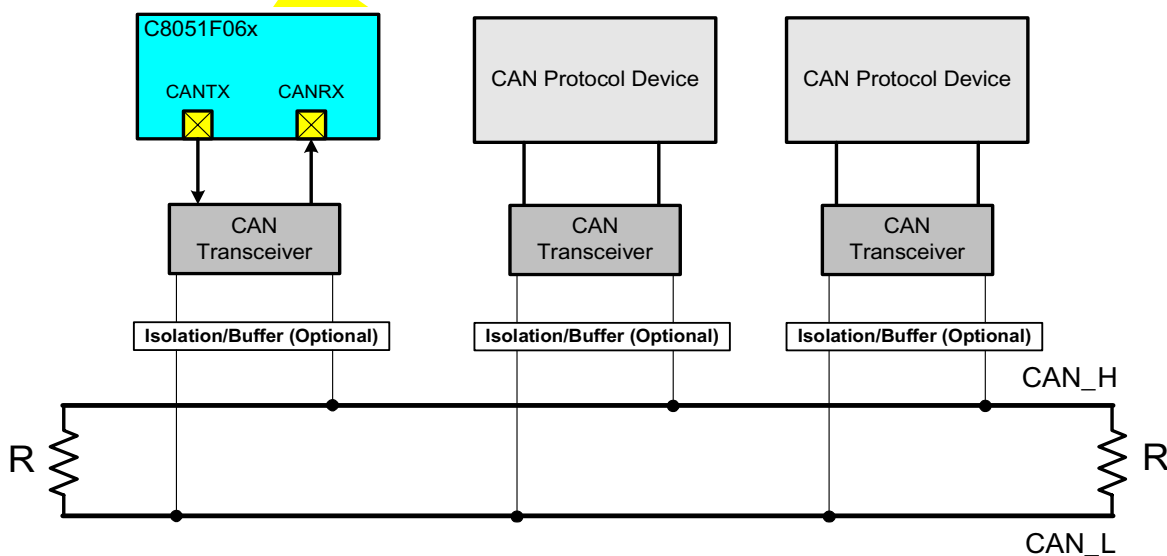 C8051F06x
CANTX
CANRX
CAN Protocol Device
CAN Protocol Device
CAN
Transceiver
CAN
Transceiver
CAN
Transceiver
Isolation/Buffer (Optional)
Isolation/Buffer (Optional)
Isolation/Buffer (Optional)
CAN_H
R
R
CAN_L